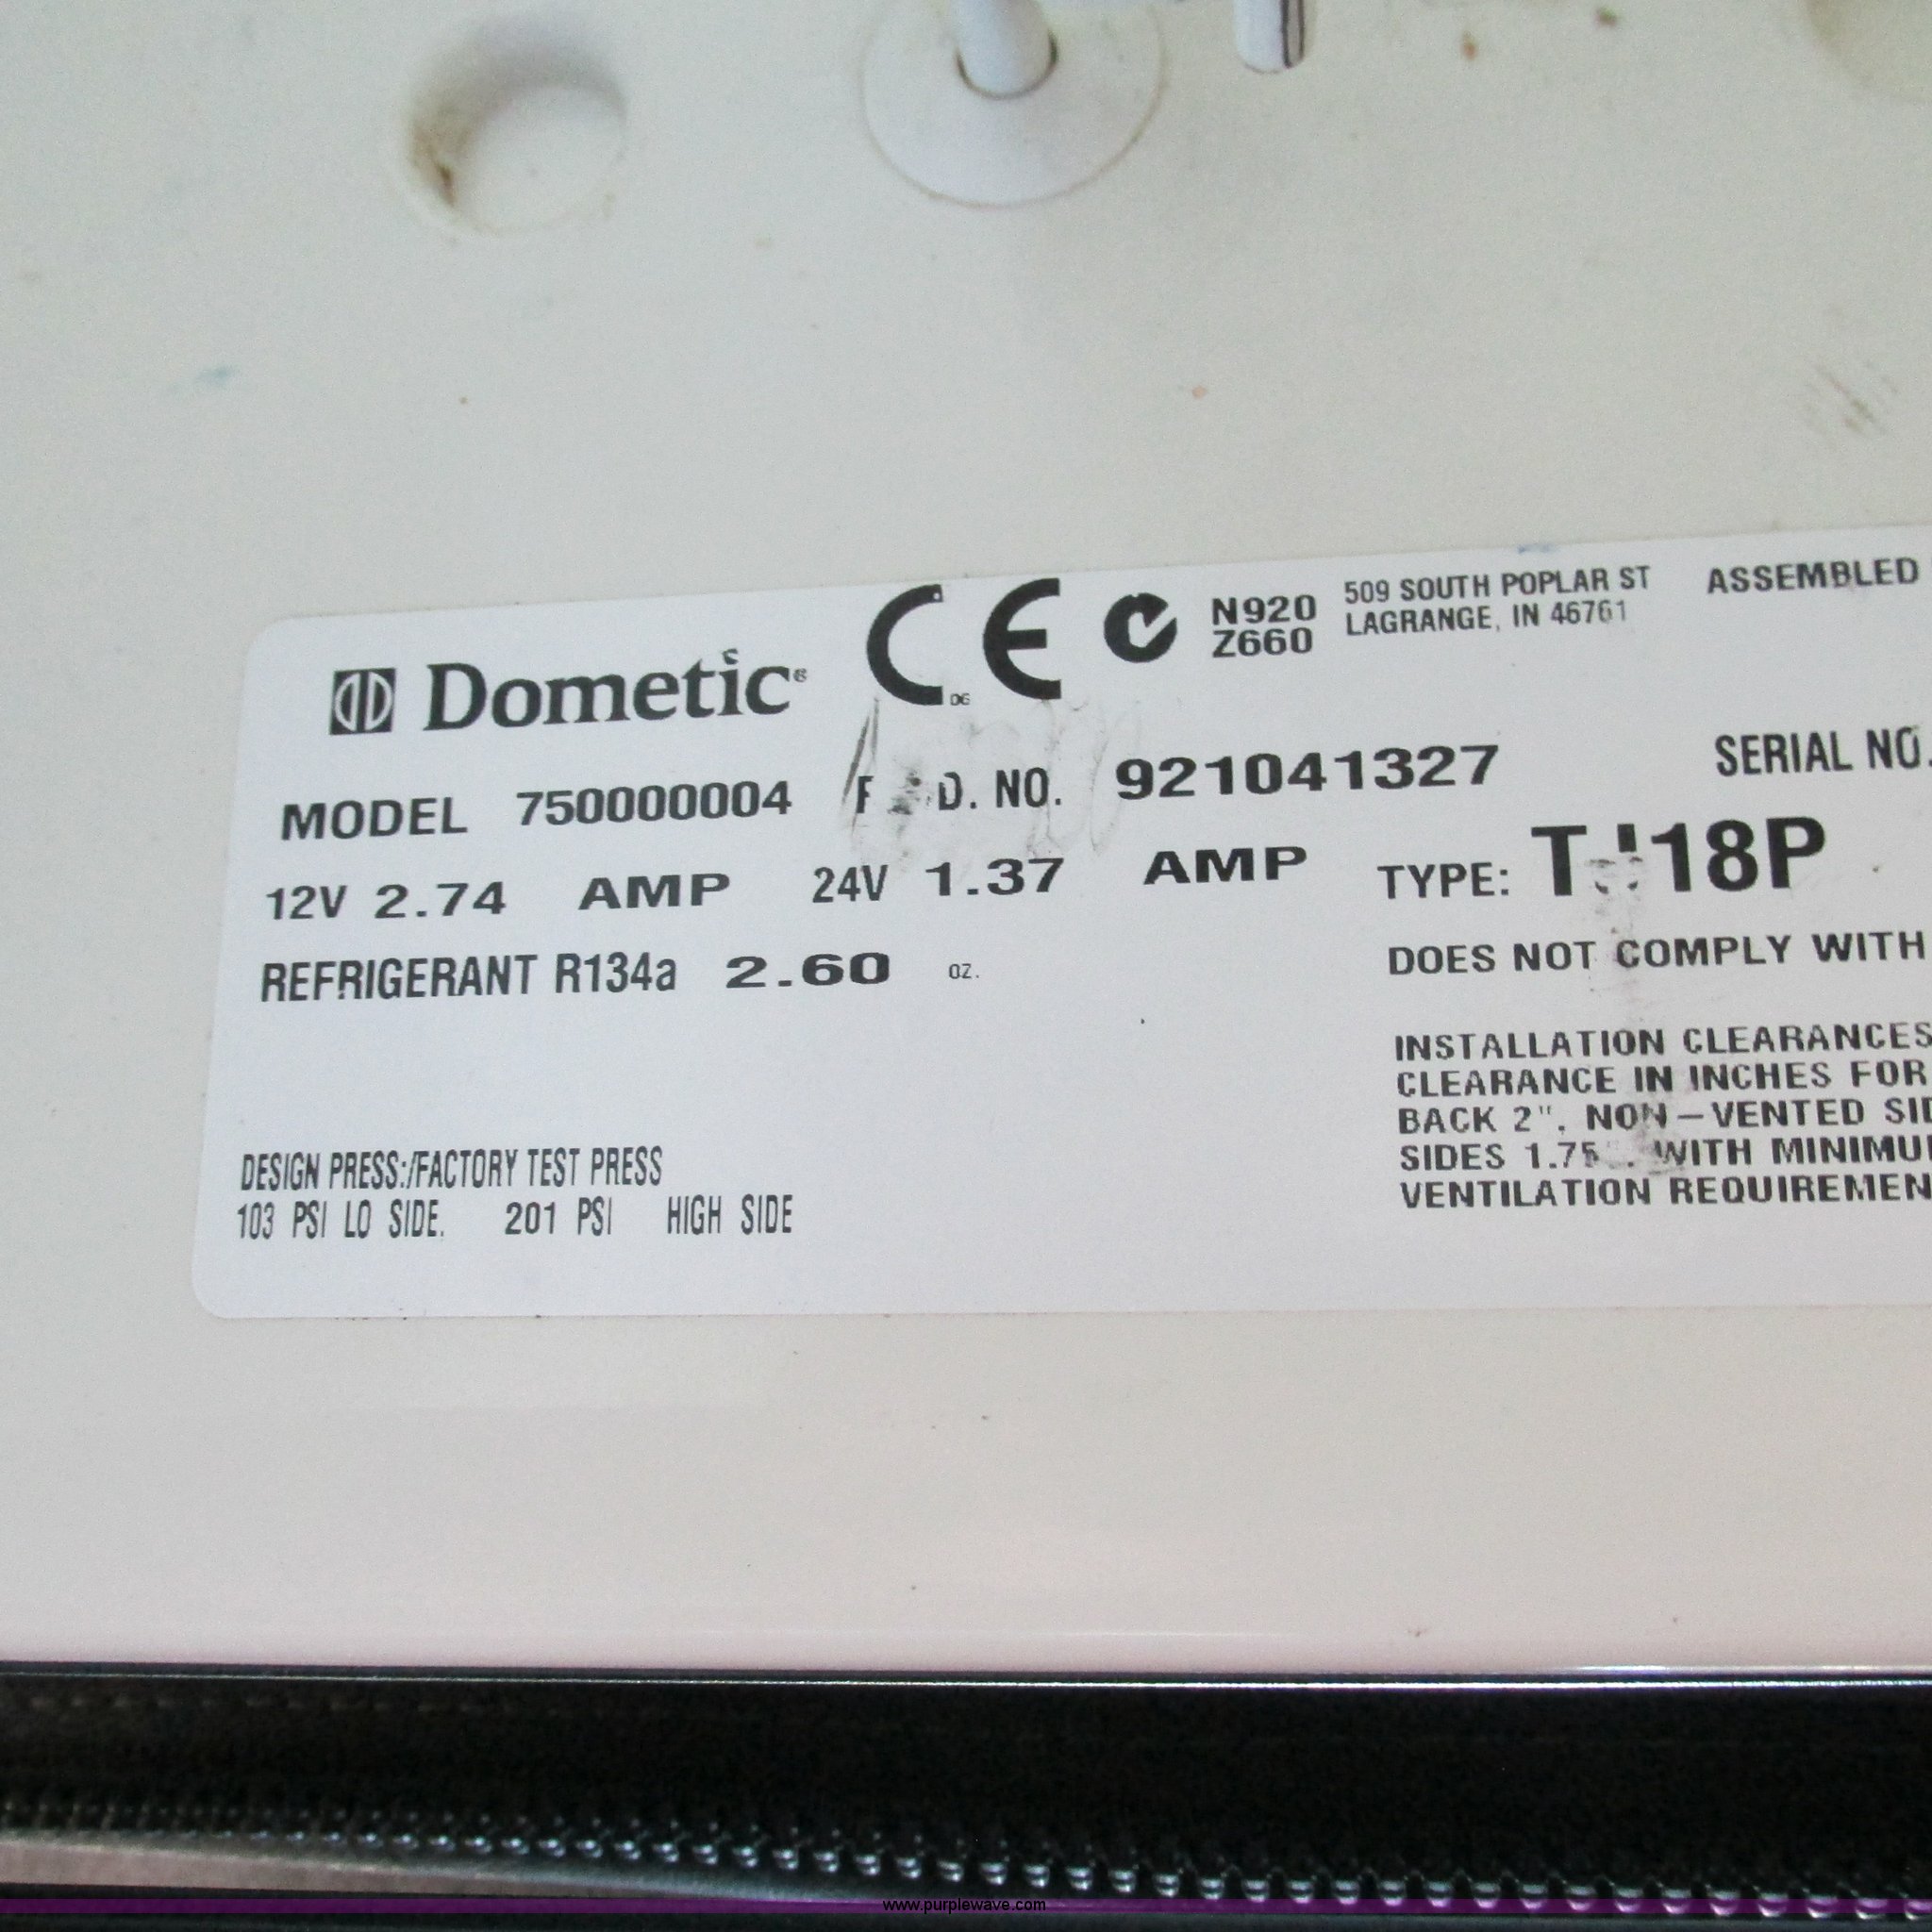 Dometic® CE DG N920 Z660 509 SOUTH POPLAR ST ASSEMBLED
LAGRANGE, IN 46761
MODEL 750000004 D. NO. 921041327 SERIAL NO.
12V 2.74 AMP 24V 1.37 AMP TYPE:
REFRIGERANT R134a 2.60 OZ. DOES NOT COMPLY WITH
INSTALLATION CLEARANCES
CLEARANCE IN INCHES FOR
BACK 2". NON-VENTED
SIDES WITH
VENTILATION
DESIGN PRESS:/FACTORY TEST PRESS
103 PSI LO SIDE. 201 PSI HIGH SIDE
www.purplewave.com